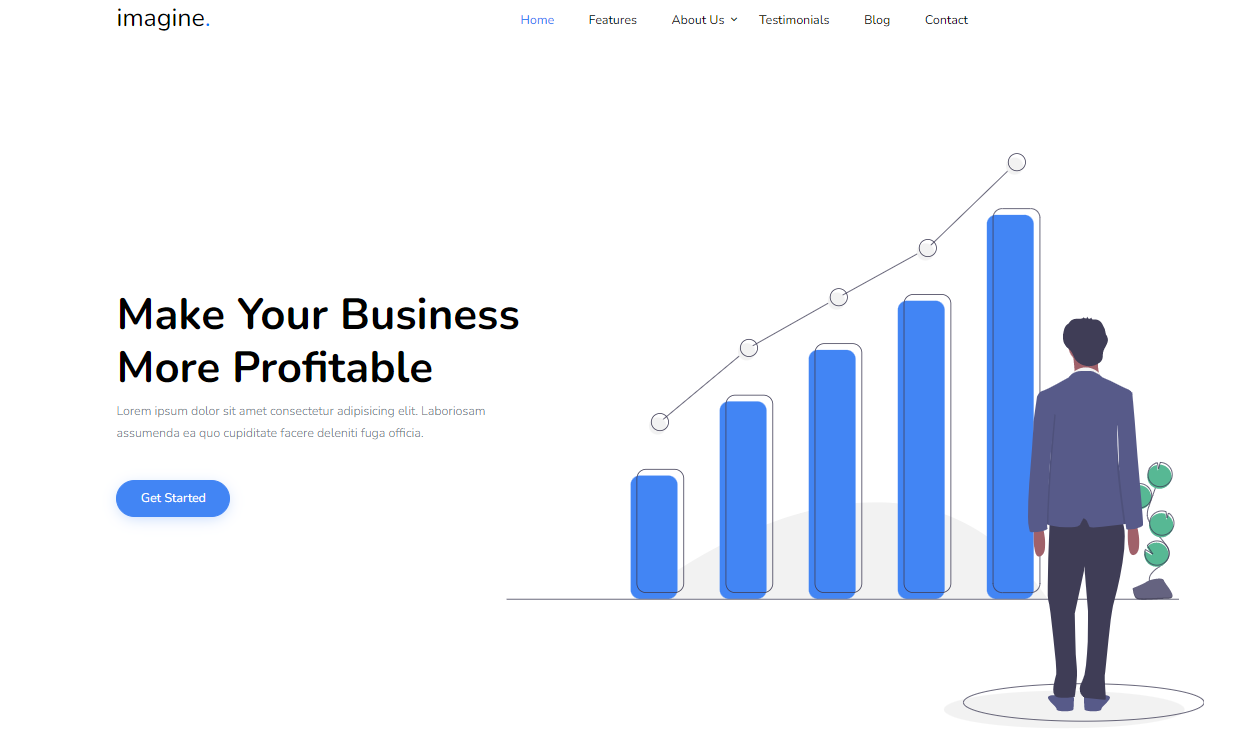 imagine.
Home Features About Us Testimonials Blog Contact
Make Your Business
More Profitable
Lorem ipsum dolor sit amet consectetur adipisicing elit. Laboriosam
assumenda ea quo cupiditate facere deleniti fuga officia.
Get Started